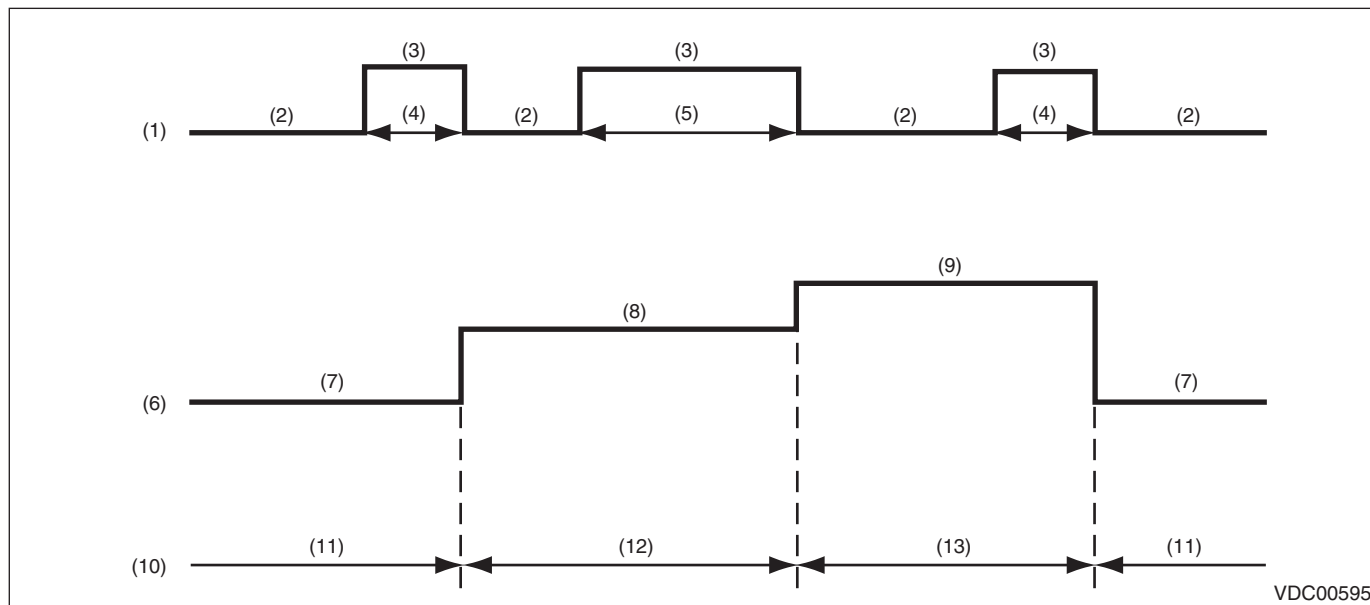 (3) (3) (3)
(2) (4) (2) (5) (2) (4) (2)
(1)
(9)
(8)
(7) (7)
(6)
(11) (12) (13) (11)
(10)
VDC00595